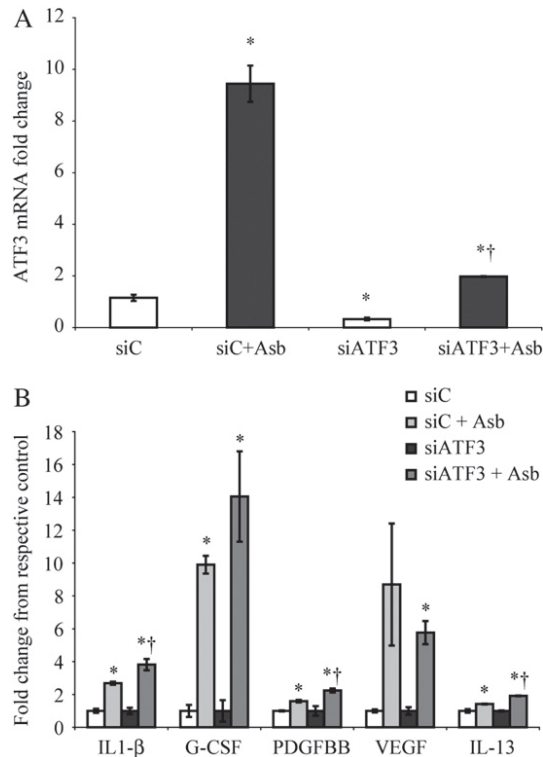 A
ATF3 mRNA fold change
12
10
8
6
4
2
0
*
*
*†
siC
siC+Asb
siATF3
siATF3+Asb
B
siC
siC + Asb
siATF3
siATF3 + Asb
Fold change from respective control
18
16
14
12
10
8
6
4
2
0
*
*†
*
*
*
*†
*
*
*†
IL1-β
G-CSF
PDGFBB
VEGF
IL-13